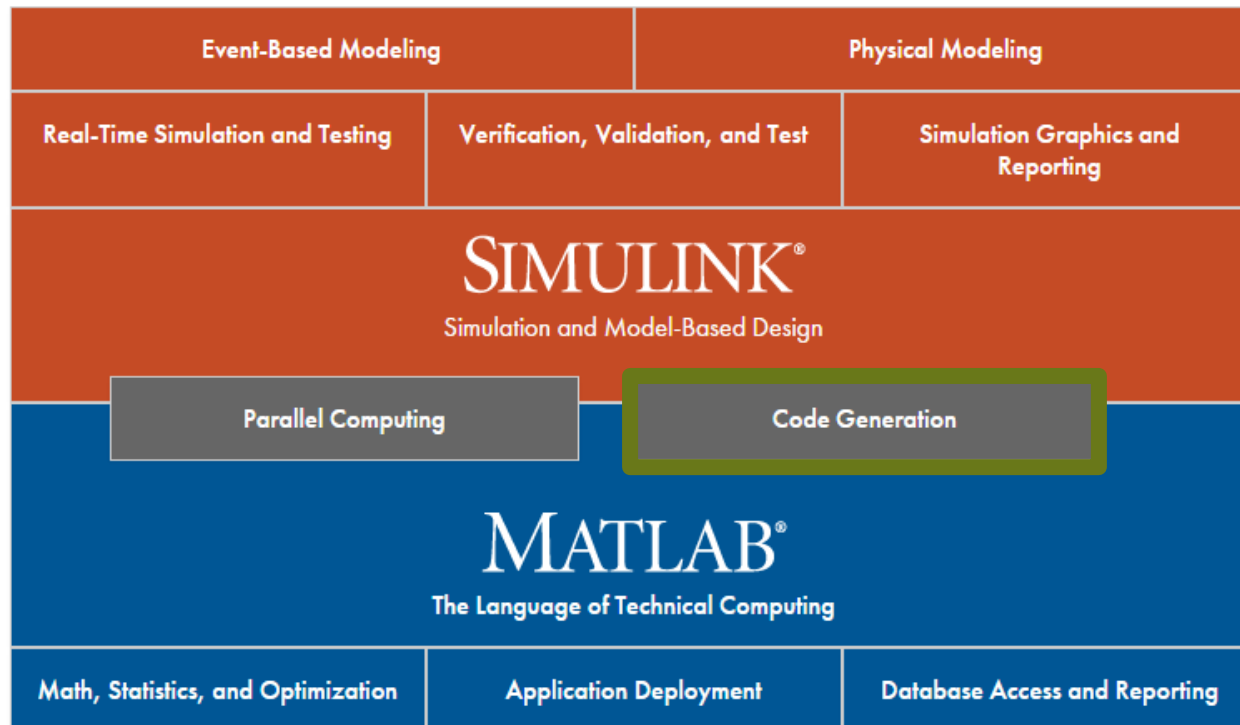 Event-Based Modeling
Physical Modeling
Real-Time Simulation and Testing
Verification, Validation, and Test
Simulation Graphics and
Reporting
SIMULINK®
Simulation and Model-Based Design
Parallel Computing
Code Generation
MATLAB®
The Language of Technical Computing
Math, Statistics, and Optimization
Application Deployment
Database Access and Reporting